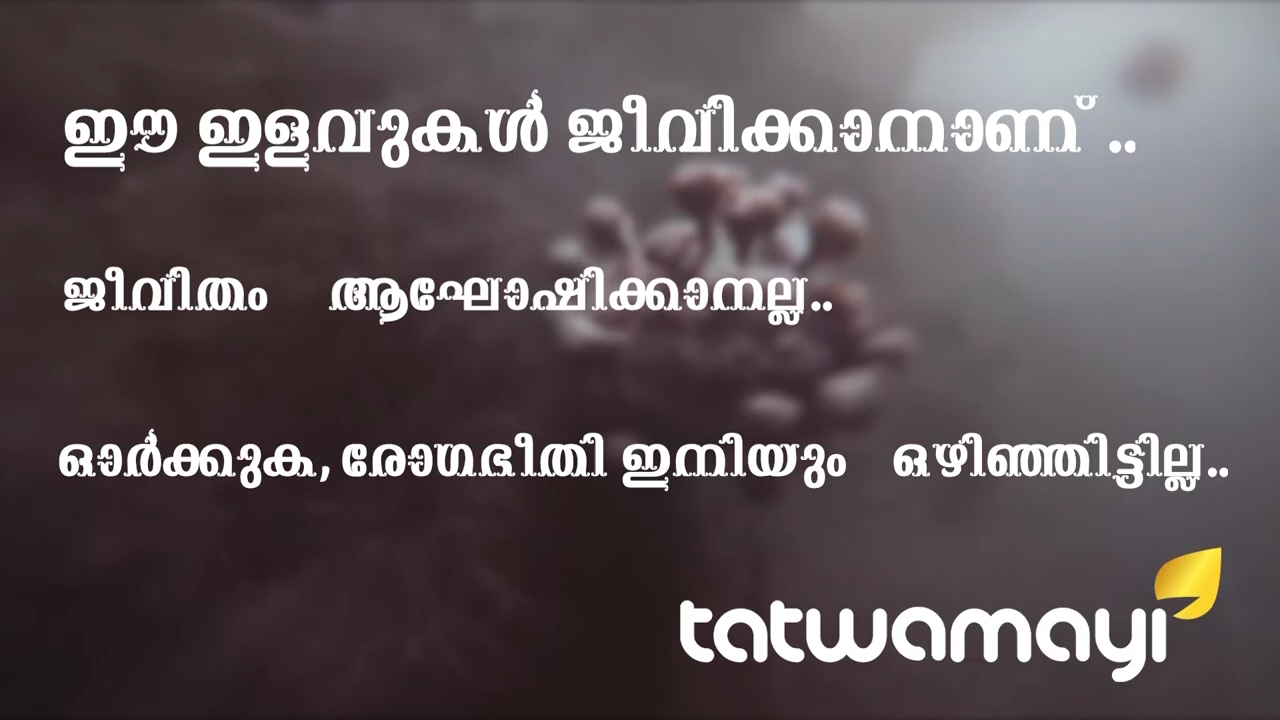 ഈ ഇളവുകൾ ജീവിക്കാനാണ് ..
ജീവിതം ആഘോഷിക്കാനല്ല..
ഓർക്കുക, രോഗഭീതി ഇനിയും ഒഴിഞ്ഞിട്ടില്ല..
tatwamayi